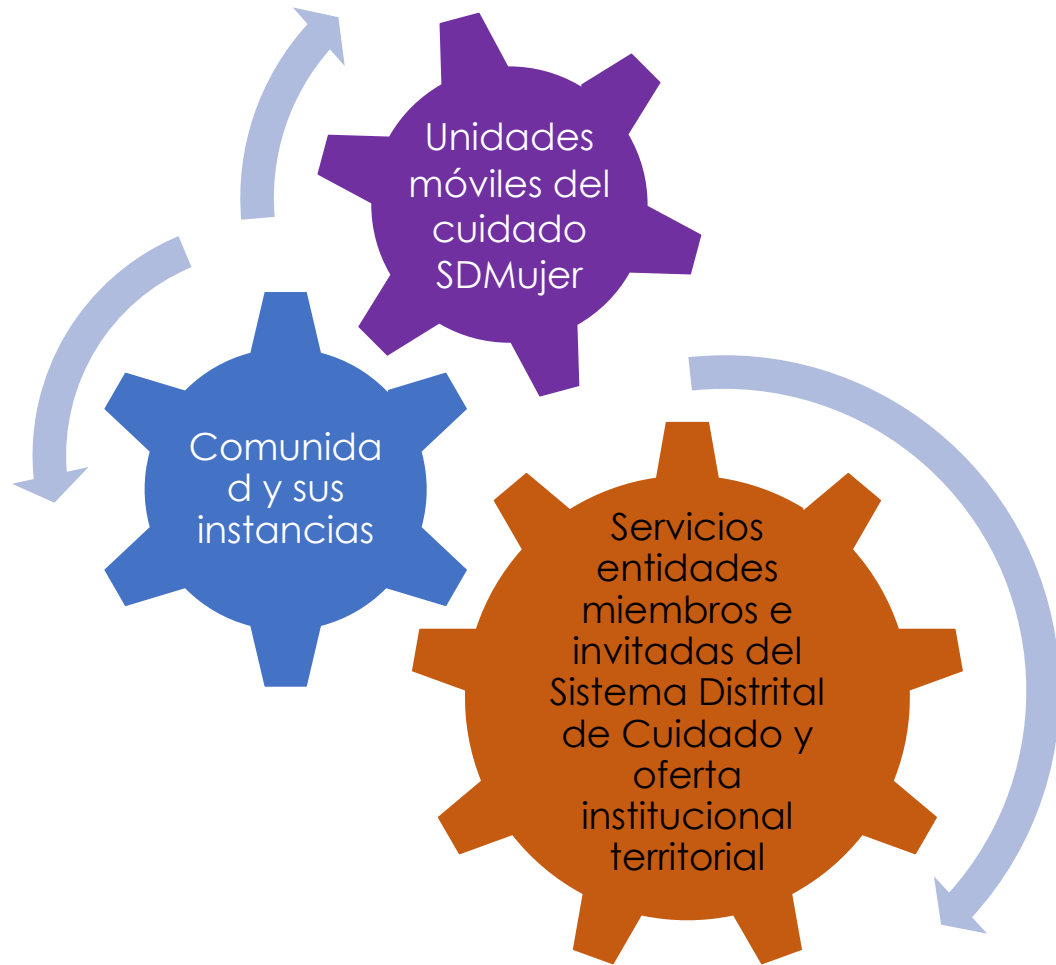 Unidades
móviles del
cuidado
SDMujer
Comunida
d y sus
instancias
Servicios
entidades
miembros e
invitadas del
Sistema Distrital
de Cuidado y
oferta
institucional
territorial